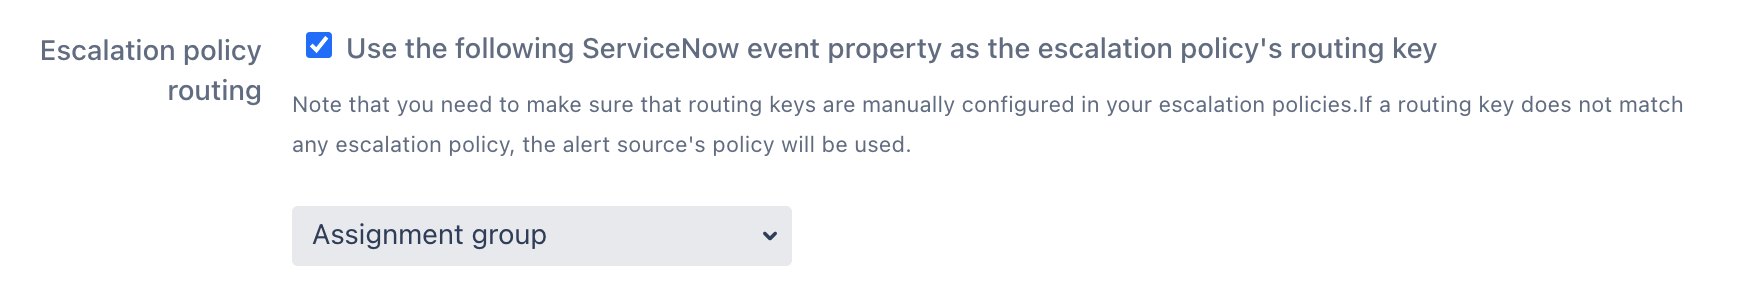 Escalation policy
routing
Use the following ServiceNow event property as the escalation policy's routing key
Note that you need to make sure that routing keys are manually configured in your escalation policies.If a routing key does not match
any escalation policy, the alert source's policy will be used.
Assignment group